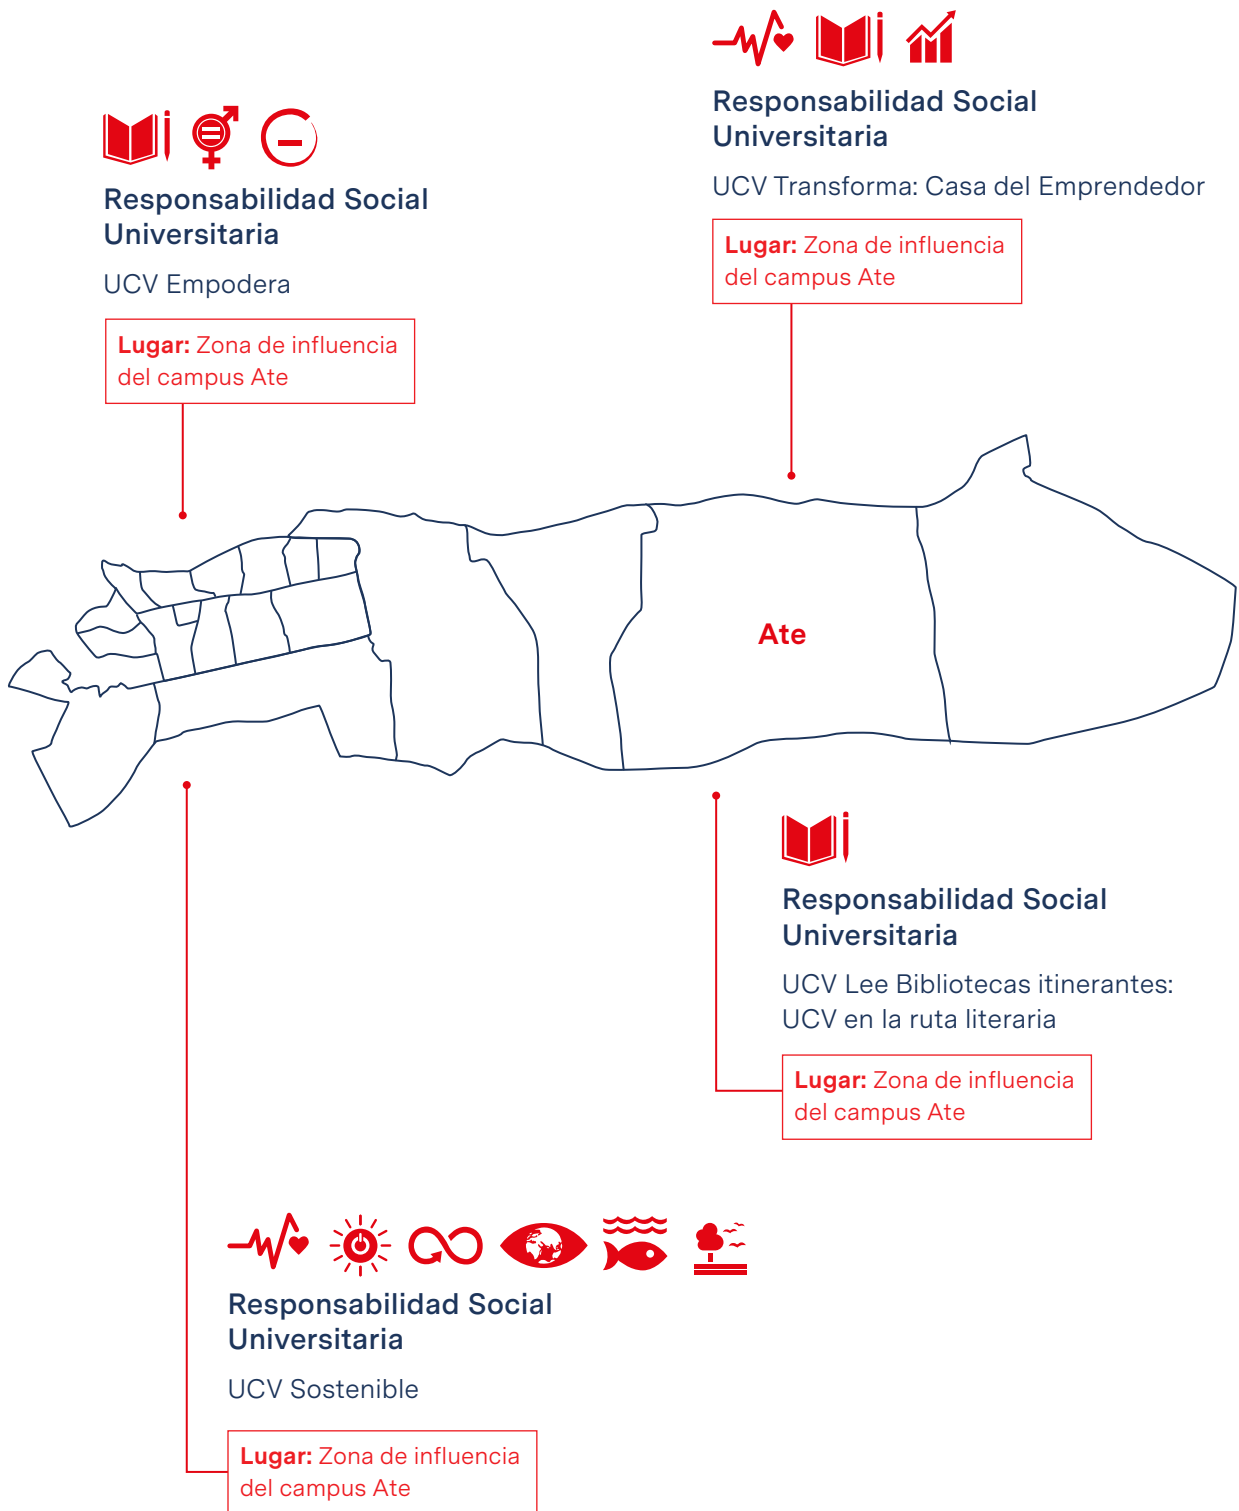 Responsabilidad Social
Universitaria
UCV Transforma: Casa del Emprendedor
Lugar: Zona de influencia
del campus Ate
Responsabilidad Social
Universitaria
UCV Empodera
Lugar: Zona de influencia
del campus Ate
Ate
Responsabilidad Social
Universitaria
UCV Lee Bibliotecas itinerantes:
UCV en la ruta literaria
Lugar: Zona de influencia
del campus Ate
Responsabilidad Social
Universitaria
UCV Sostenible
Lugar: Zona de influencia
del campus Ate